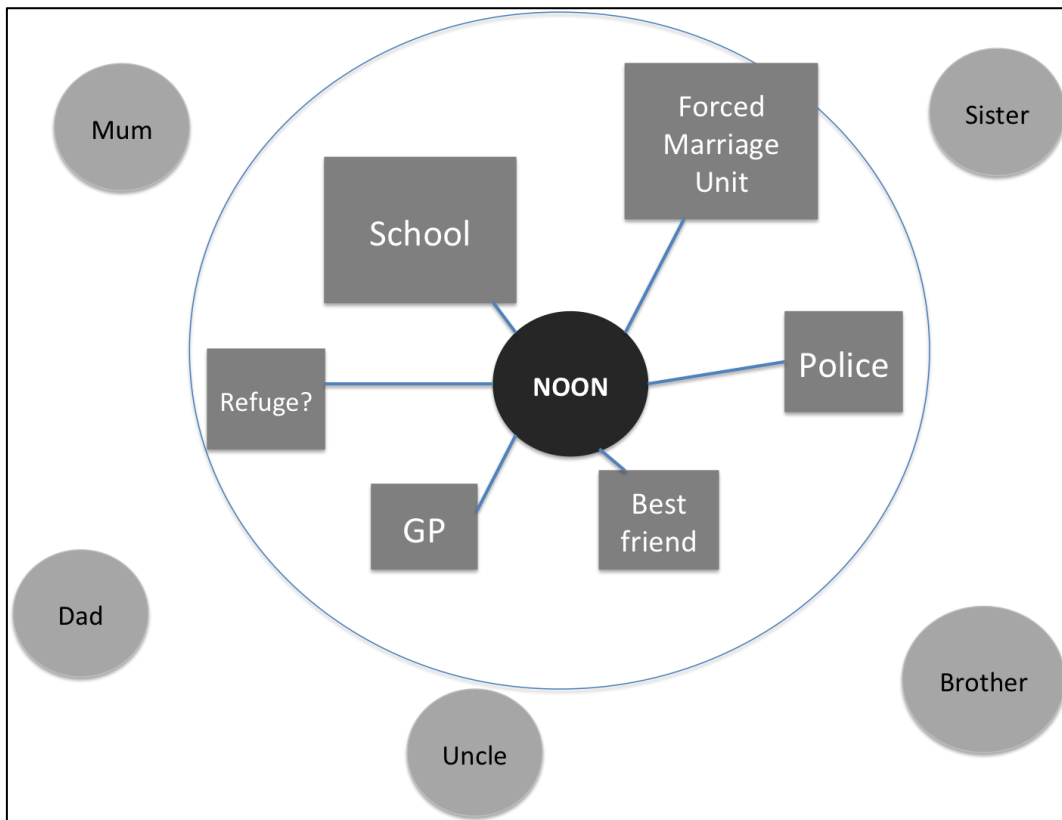 Mum
Forced
Marriage
Unit
Sister
School
Police
NOON
Refuge?
GP
Best
friend
Dad
Brother
Uncle